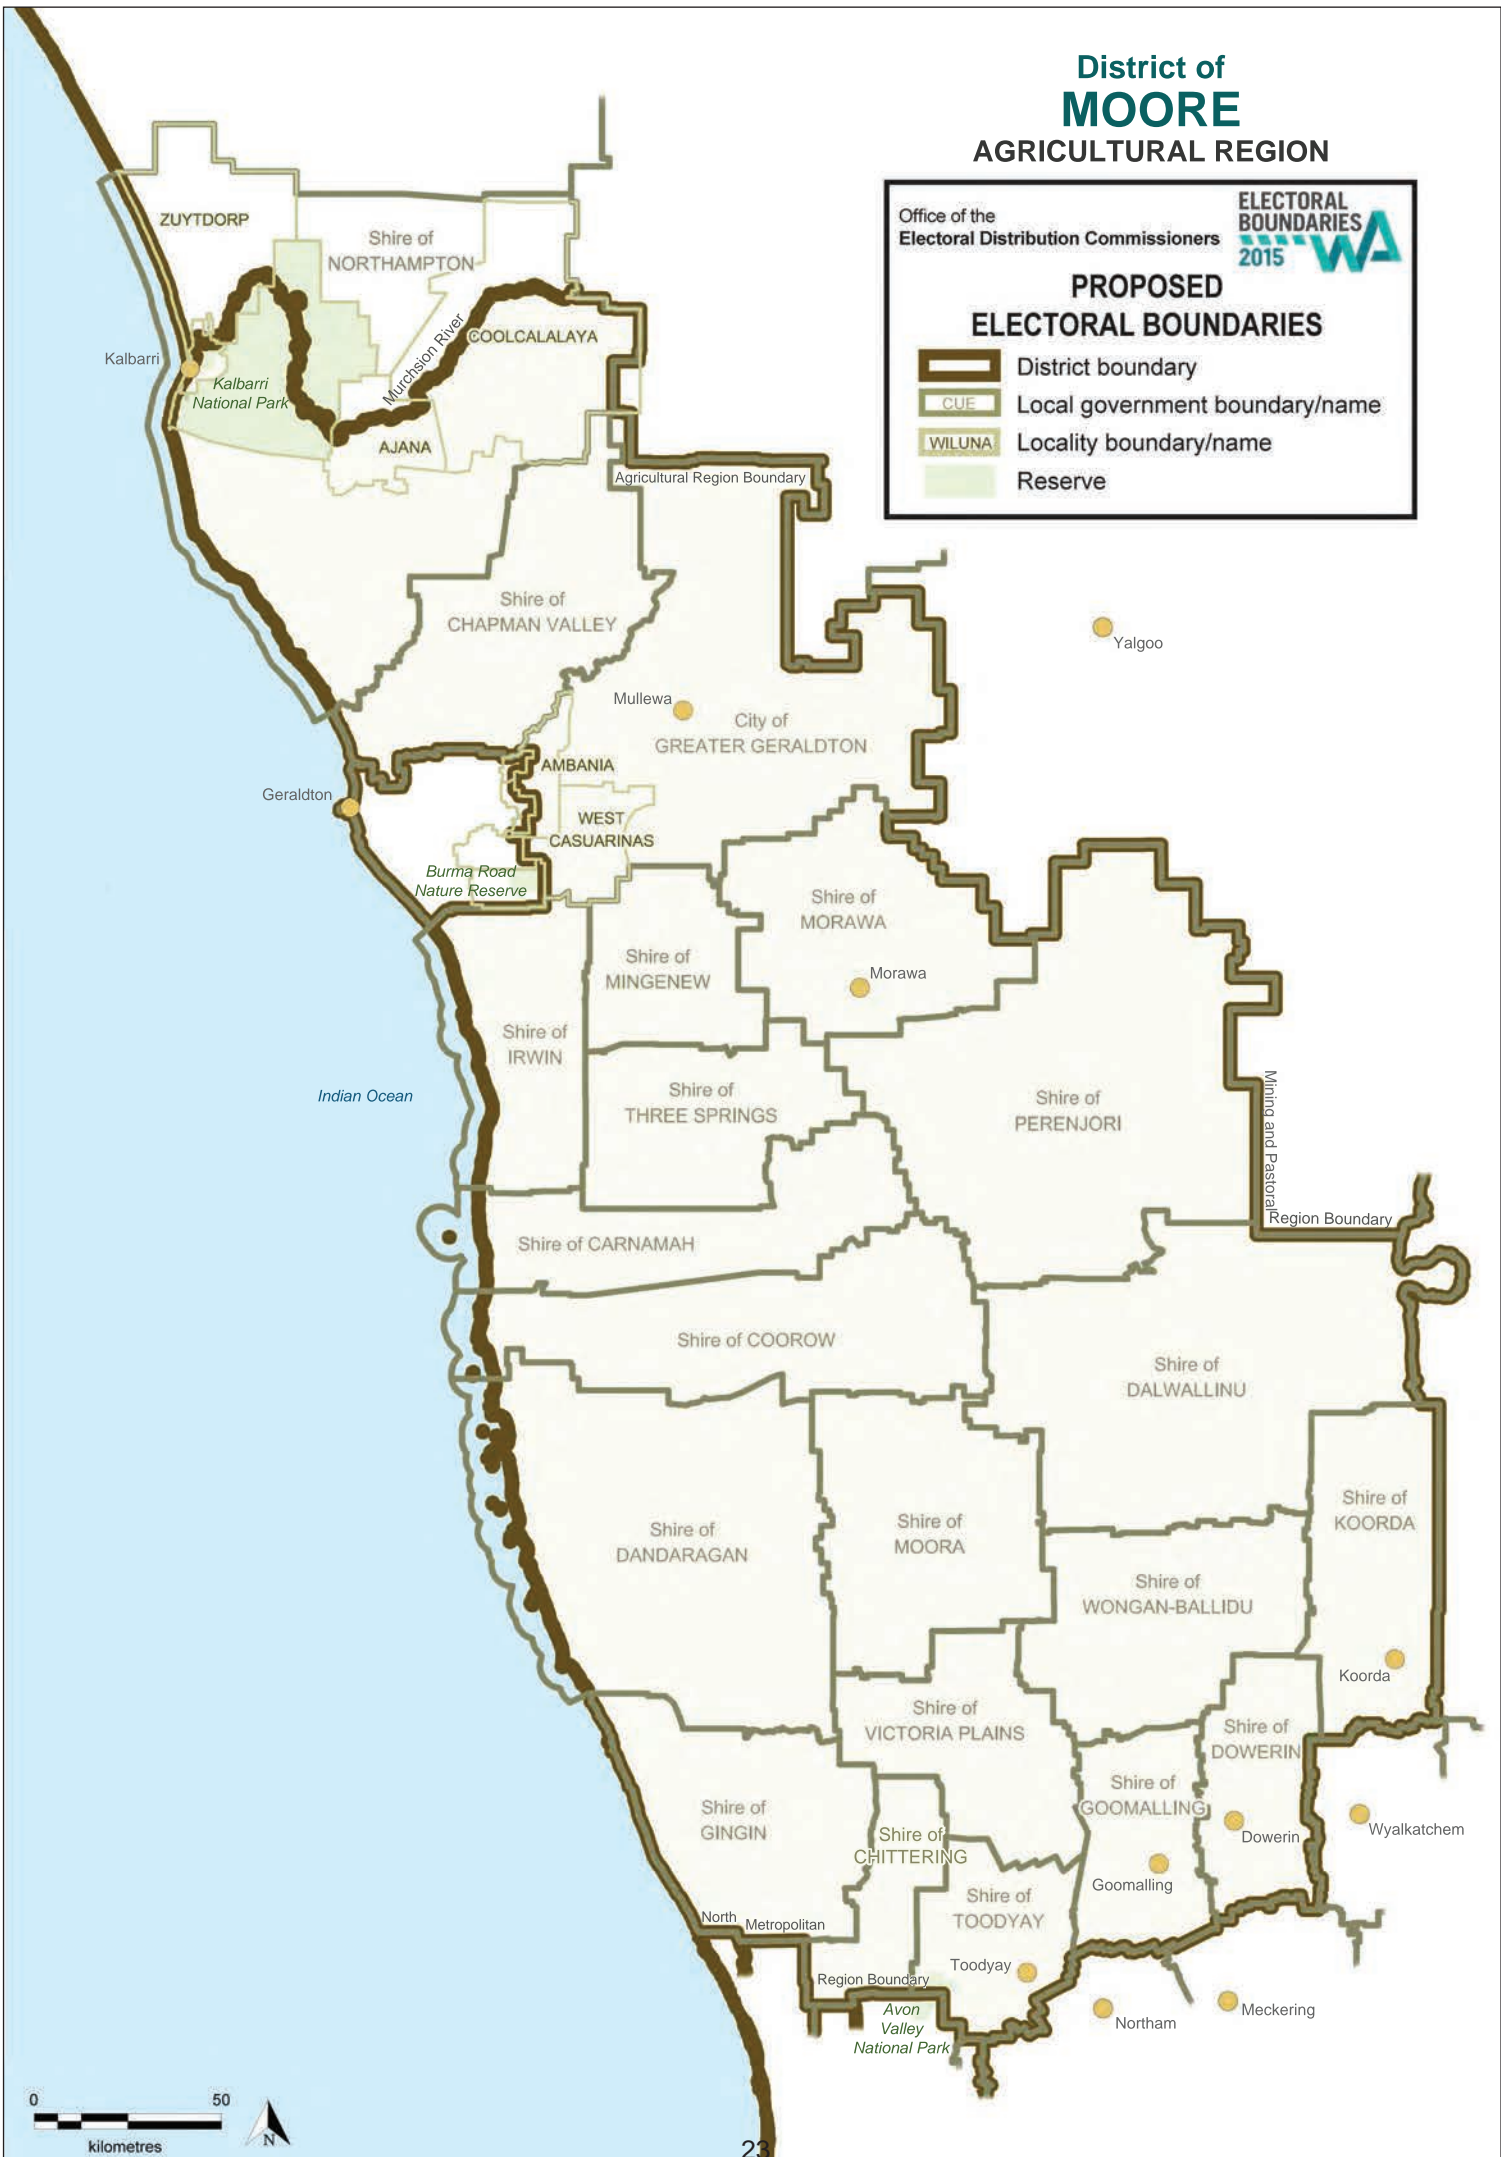 District of
MOORE
AGRICULTURAL REGION
Office of the
Electoral Distribution Commissioners
ELECTORAL
BOUNDARIES
2015 WA
PROPOSED
ELECTORAL BOUNDARIES
District boundary
CUE Local government boundary/name
WILUNA Locality boundary/name
Reserve
ZUYTDORP
Shire of
NORTHAMPTON
Murchsion River
COOLCALALAYA
Kalbarri
Kalbarri
National Park
AJANA
Agricultural Region Boundary
Shire of
CHAPMAN VALLEY
Yalgoo
Mullewa
City of
GREATER GERALDTON
AMBANIA
Geraldton
WEST
CASUARINAS
Burma Road
Nature Reserve
Shire of
MORAWA
Morawa
Shire of
MINGENEW
Shire of
IRWIN
Indian Ocean
Shire of
THREE SPRINGS
Shire of
PERENJORI
Mining and Pastoral
Region Boundary
Shire of CARNAMAH
Shire of COOROW
Shire of
DALWALLINU
Shire of
KOORDA
Shire of
DANDARAGAN
Shire of
MOORA
Shire of
WONGAN-BALLIDU
Koorda
Shire of
VICTORIA PLAINS
Shire of
DOWERIN
Shire of
GOOMALLING
Shire of
GINGIN
Shire of
CHITTERING
Dowerin
Wyalkatchem
Goomalling
Shire of
TOODYAY
North Metropolitan
Region Boundary
Toodyay
Avon
Valley
National Park
Northam
Meckering
0 50
kilometres
N
23